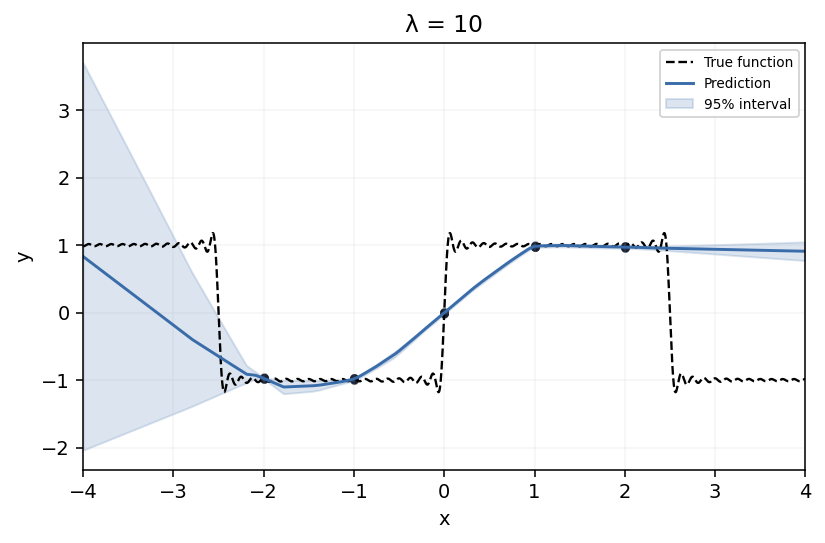 λ = 10
True function
Prediction
95% interval
y
3
2
1
0
−1
−2
−4
−3
−2
−1
0
1
2
3
4
x